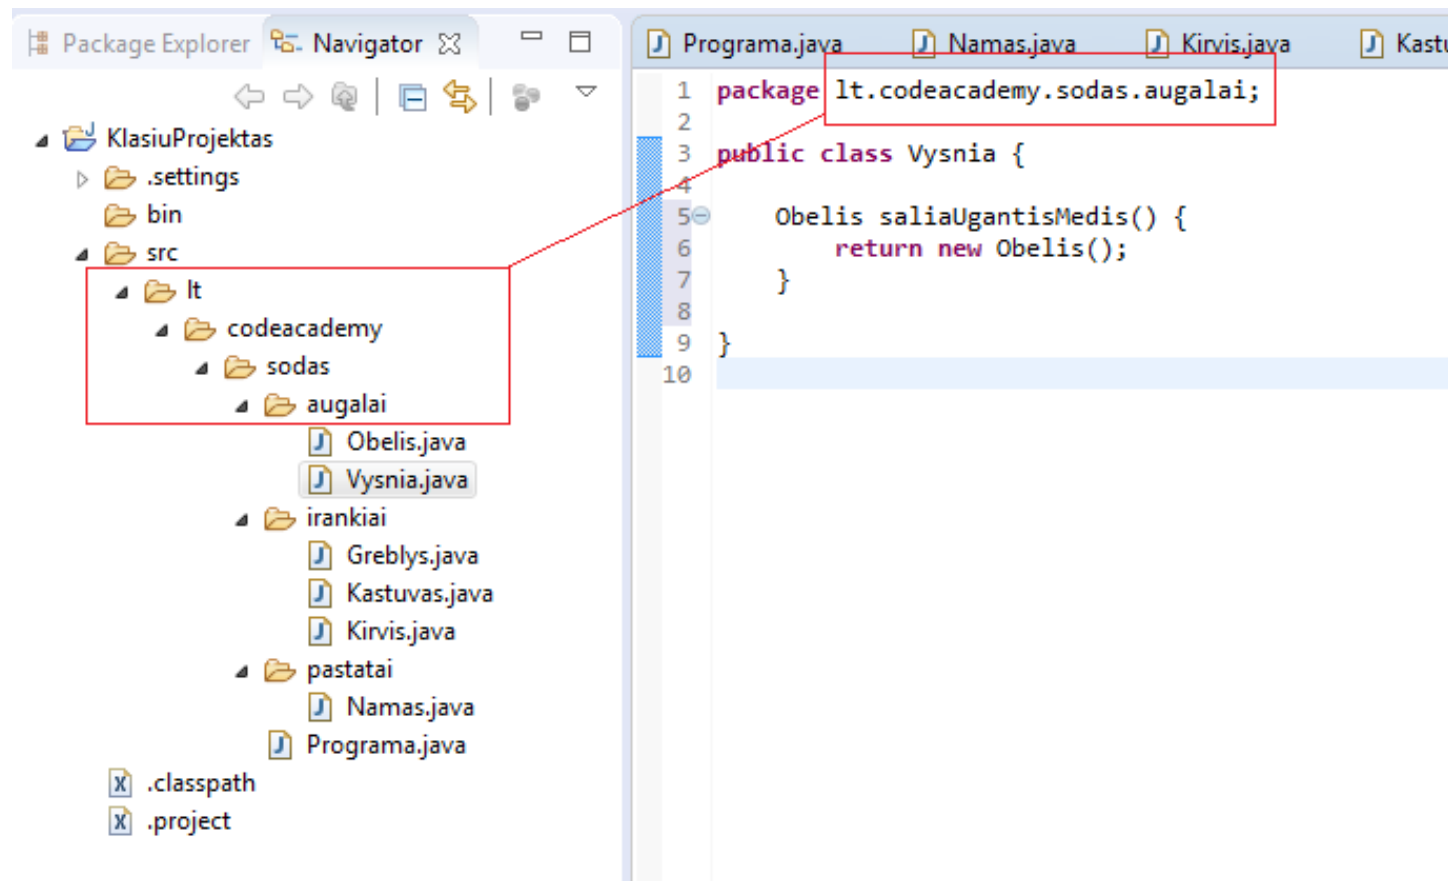 Package Explorer Navigator
KlasiuProjektas
.settings
bin
src
lt
codeacademy
sodas
augalai
Obelis.java
Vysnia.java
irankiai
Greblys.java
Kastuvas.java
Kirvis.java
pastatai
Namas.java
Programa.java
.classpath
.project
Programa.java Namas.java Kirvis.java Kastu
1 package lt.codeacademy.sodas.augalai;
2
3 public class Vysnia {
4
5 Obelis saliaUgantisMedis() {
6 return new Obelis();
7 }
8
9 }
10